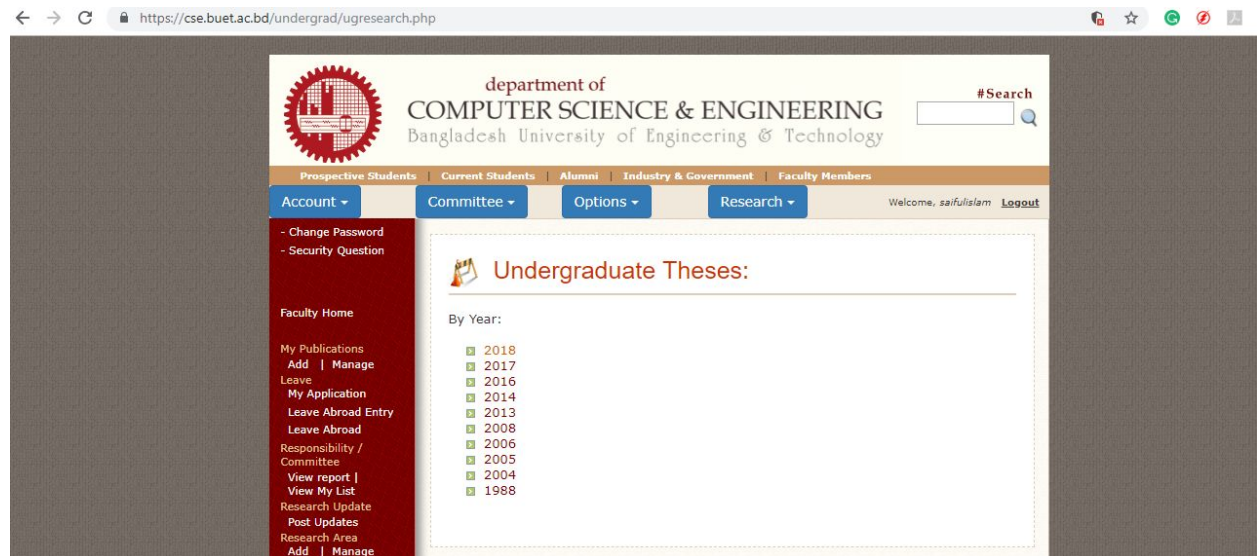 https://cse.buet.ac.bd/undergrad/ugresearch.php
department of
COMPUTER SCIENCE & ENGINEERING
Bangladesh University of Engineering & Technology
#Search
Prospective Students | Current Students | Alumni | Industry & Government | Faculty Members
Account Committee Options Research Welcome, saifulislam Logout
- Change Password
- Security Question
Faculty Home
My Publications
Add | Manage
Leave
My Application
Leave Abroad Entry
Leave Abroad
Responsibility /
Committee
View report |
View My List
Research Update
Post Updates
Research Area
Add | Manage
Undergraduate Theses:
By Year:
2018
2017
2016
2014
2013
2008
2006
2005
2004
1988